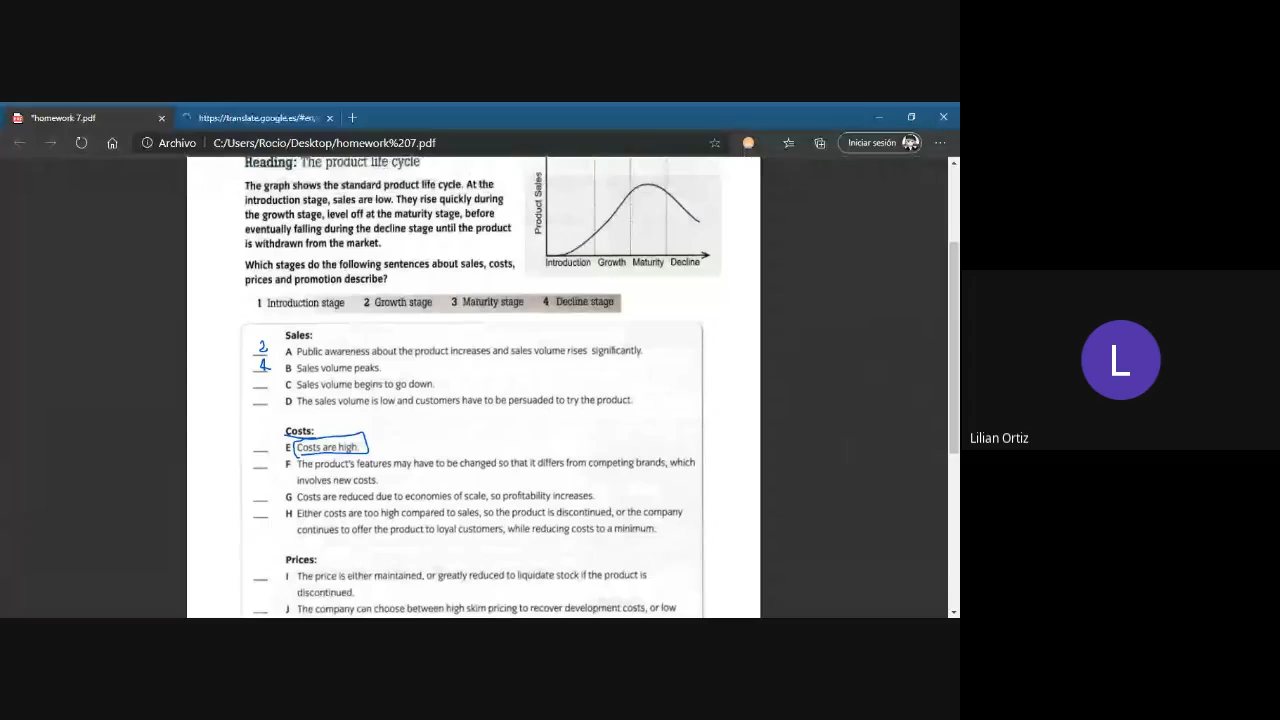 *homework 7.pdf
https://translate.google.es/#en
Archivo
C:/Users/Rocio/Desktop/homework%207.pdf
Iniciar sesión
Reading: The product life cycle
The graph shows the standard product life cycle. At the
introduction stage, sales are low. They rise quickly during
the growth stage, level off at the maturity stage, before
eventually falling during the decline stage until the product
is withdrawn from the market.
Which stages do the following sentences about sales, costs,
prices and promotion describe?
Product Sales
Introduction Growth Maturity Decline
1 Introduction stage 2 Growth stage 3 Maturity stage 4 Decline stage
Sales:
2 A Public awareness about the product increases and sales volume rises significantly.
4 B Sales volume peaks.
C Sales volume begins to go down.
D The sales volume is low and customers have to be persuaded to try the product.
Costs:
E Costs are high.
F The product's features may have to be changed so that it differs from competing brands, which
involves new costs.
G Costs are reduced due to economies of scale, so profitability increases.
H Either costs are too high compared to sales, so the product is discontinued, or the company
continues to offer the product to loyal customers, while reducing costs to a minimum.
Prices:
I The price is either maintained, or greatly reduced to liquidate stock if the product is
discontinued.
J The company can choose between high skim pricing to recover development costs, or low
L
Lilian Ortiz